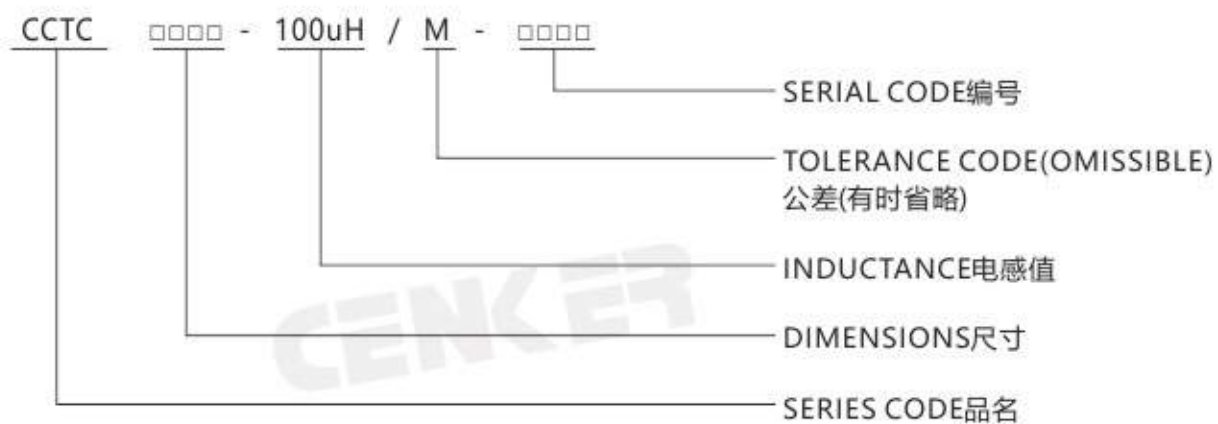 CCTC □□□□ - 100uH / M - □□□□
SERIAL CODE编号
TOLERANCE CODE(OMISSIBLE)
公差(有时省略)
INDUCTANCE电感值
CENKER
DIMENSIONS尺寸
SERIES CODE品名